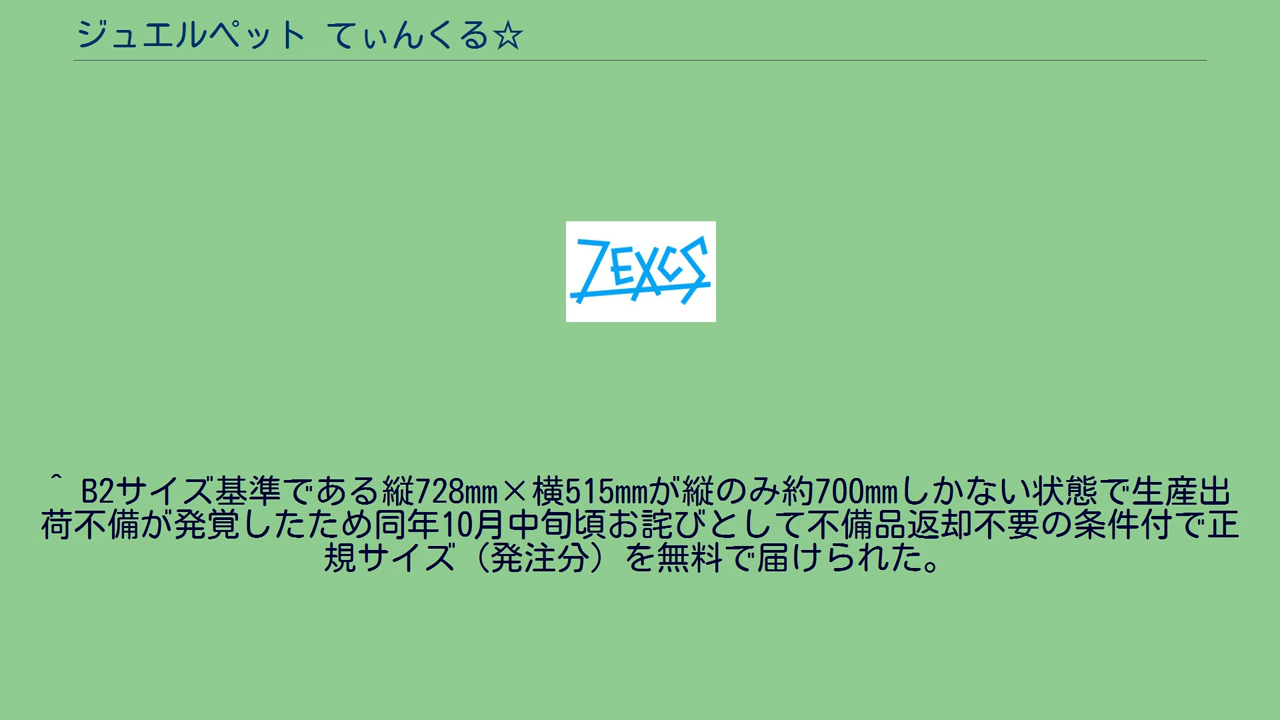 ジュエルペット てぃんくる☆
ZEXCS
^ B2サイズ基準である縦728mm×横515mmが縦のみ約700mmしかない状態で生産出
荷不備が発覚したため同年10月中旬頃お詫びとして不備品返却不要の条件付で正
規サイズ（発注分）を無料で届けられた。